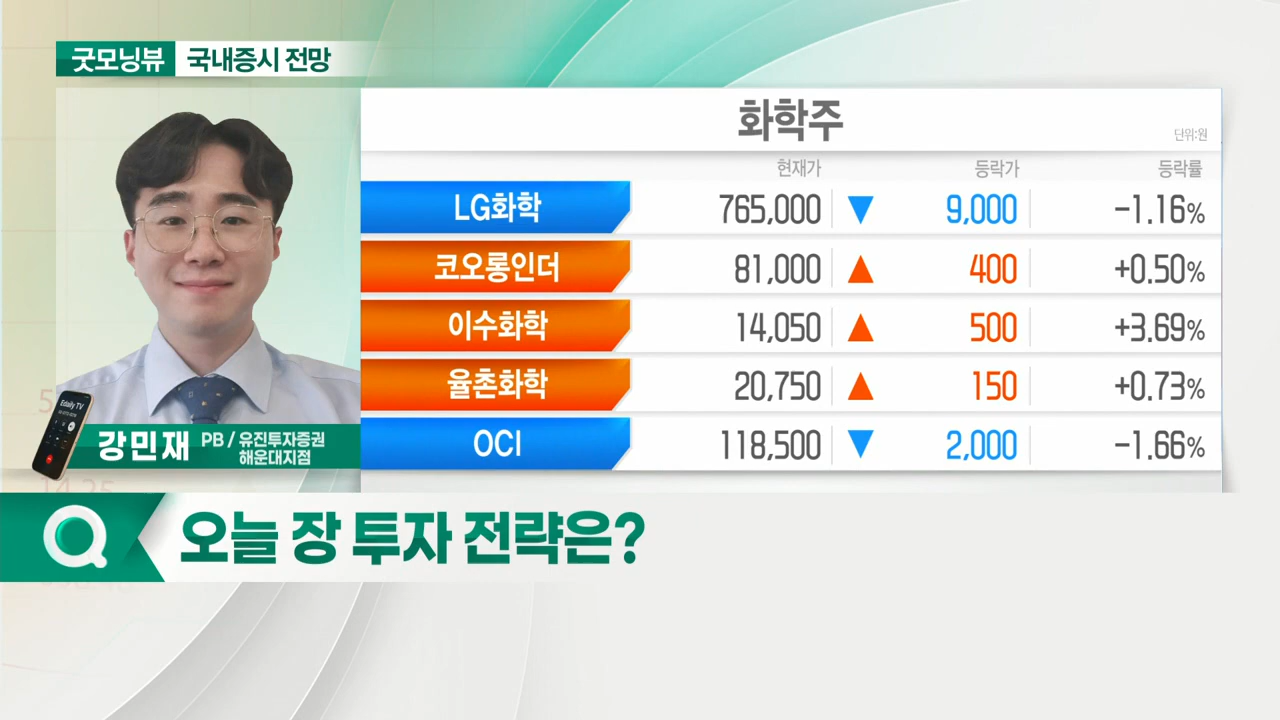 굿모닝뷰 국내증시 전망
화학주
단위:원
현재가 등락가 등락률
LG화학 765,000 ▼ 9,000 -1.16%
코오롱인더 81,000 ▲ 400 +0.50%
이수화학 14,050 ▲ 500 +3.69%
율촌화학 20,750 ▲ 150 +0.73%
OCI 118,500 ▼ 2,000 -1.66%
Edaily TV
강민재 PB / 유진투자증권
해운대지점
오늘 장 투자 전략은?